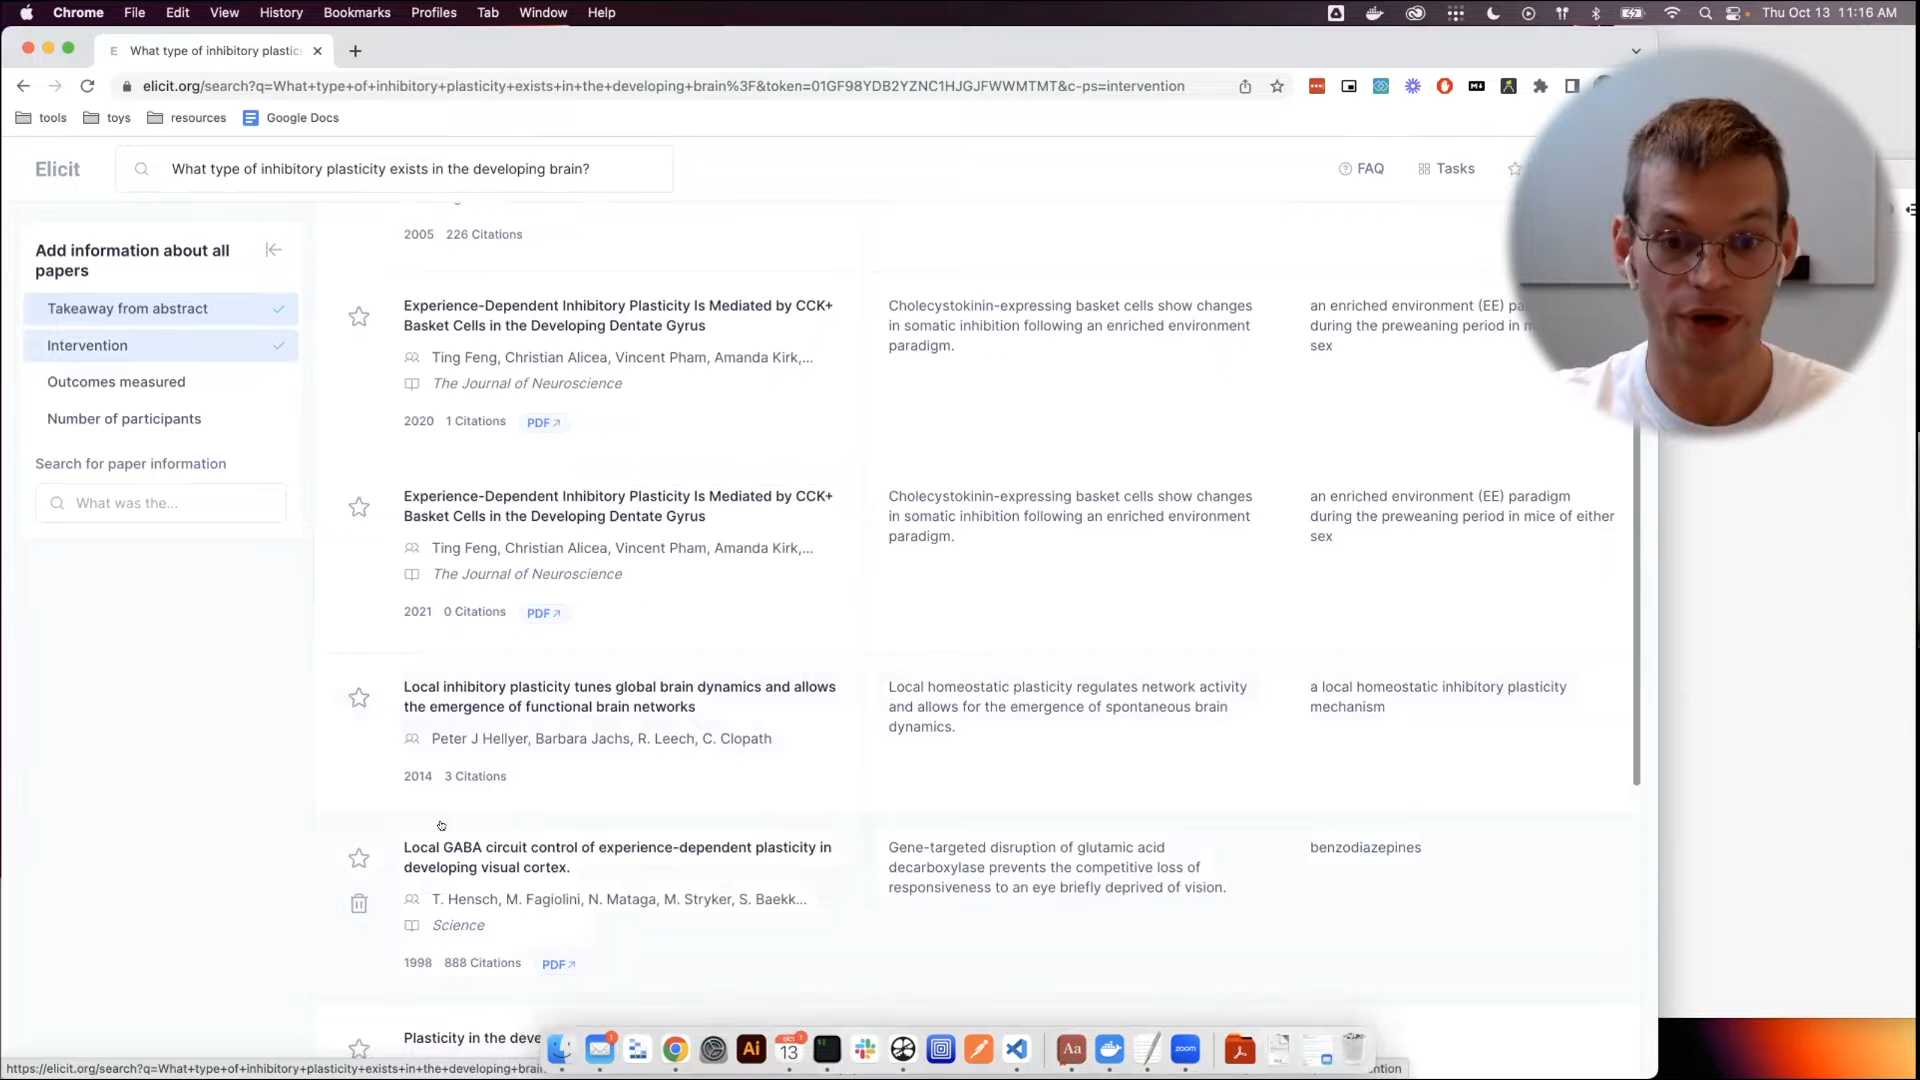 Chrome File Edit View History Bookmarks Profiles Tab Window Help Thu Oct 13 11:16 AM
E What type of inhibitory plastic
elicit.org/search?q=What+type+of+inhibitory+plasticity+exists+in+the+developing+brain%3F&token=01GF98YDB2YZNC1HJGJFWWMTMT&c-ps=intervention
tools toys resources Google Docs
Elicit What type of inhibitory plasticity exists in the developing brain? FAQ Tasks
Add information about all
papers
Takeaway from abstract
Intervention
Outcomes measured
Number of participants
Search for paper information
What was the...
2005 226 Citations
Experience-Dependent Inhibitory Plasticity Is Mediated by CCK+
Basket Cells in the Developing Dentate Gyrus
Ting Feng, Christian Alicea, Vincent Pham, Amanda Kirk,...
The Journal of Neuroscience
2020 1 Citations PDF
Cholecystokinin-expressing basket cells show changes
in somatic inhibition following an enriched environment
paradigm.
an enriched environment (EE) pa
during the preweaning period in m
sex
Experience-Dependent Inhibitory Plasticity Is Mediated by CCK+
Basket Cells in the Developing Dentate Gyrus
Ting Feng, Christian Alicea, Vincent Pham, Amanda Kirk,...
The Journal of Neuroscience
2021 0 Citations PDF
Cholecystokinin-expressing basket cells show changes
in somatic inhibition following an enriched environment
paradigm.
an enriched environment (EE) paradigm
during the preweaning period in mice of either
sex
Local inhibitory plasticity tunes global brain dynamics and allows
the emergence of functional brain networks
Peter J Hellyer, Barbara Jachs, R. Leech, C. Clopath
2014 3 Citations
Local homeostatic plasticity regulates network activity
and allows for the emergence of spontaneous brain
dynamics.
a local homeostatic inhibitory plasticity
mechanism
Local GABA circuit control of experience-dependent plasticity in
developing visual cortex.
T. Hensch, M. Fagiolini, N. Mataga, M. Stryker, S. Baekk...
Science
1998 888 Citations PDF
Gene-targeted disruption of glutamic acid
decarboxylase prevents the competitive loss of
responsiveness to an eye briefly deprived of vision.
benzodiazepines
Plasticity in the deve
Ai OCT 13 Aa zoom
https://elicit.org/search?q=What+type+of+inhibitory+plasticity+exists+in+the+developing+brain ntion